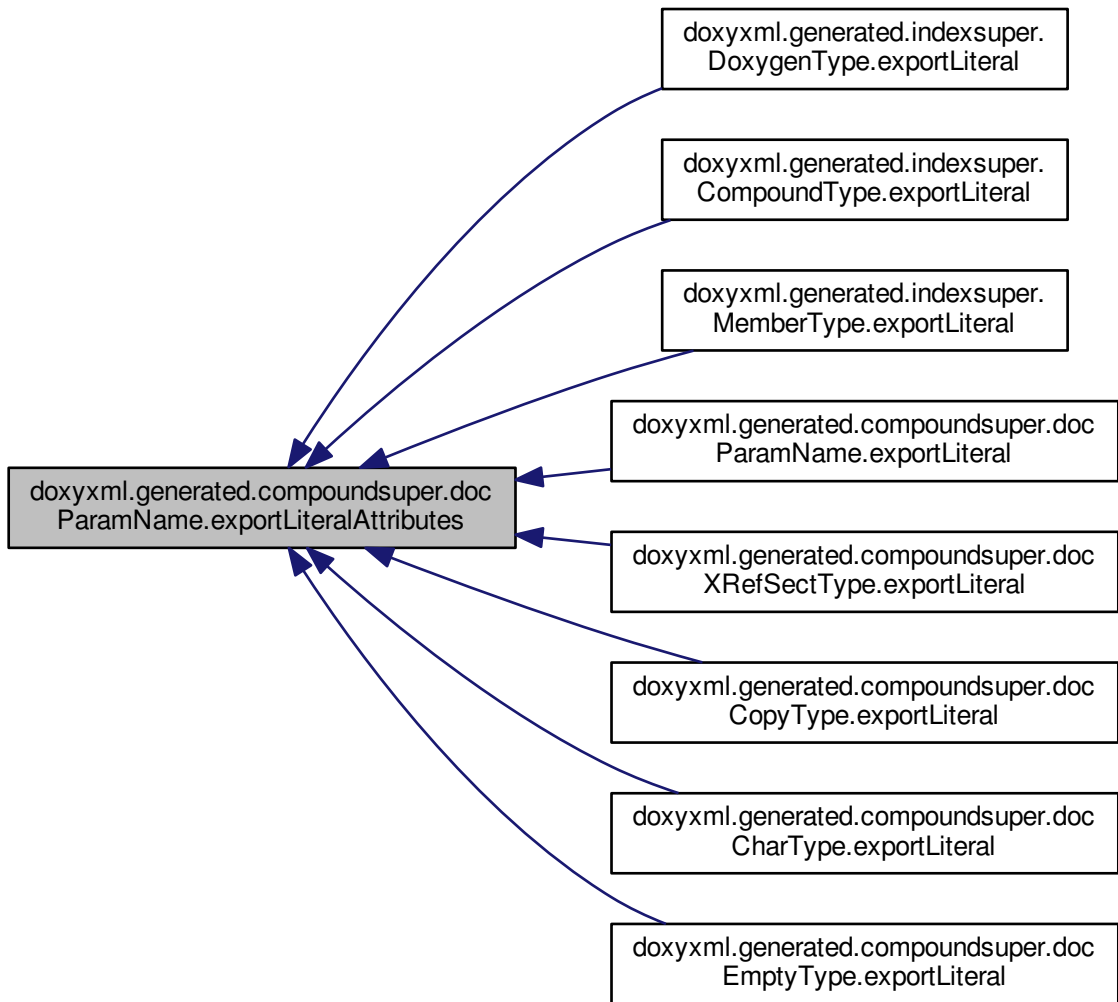 doxyxml.generated.indexsuper.
DoxygenType.exportLiteral
doxyxml.generated.indexsuper.
CompoundType.exportLiteral
doxyxml.generated.indexsuper.
MemberType.exportLiteral
doxyxml.generated.compoundsuper.doc
ParamName.exportLiteral
doxyxml.generated.compoundsuper.doc
ParamName.exportLiteralAttributes
doxyxml.generated.compoundsuper.doc
XRefSectType.exportLiteral
doxyxml.generated.compoundsuper.doc
CopyType.exportLiteral
doxyxml.generated.compoundsuper.doc
CharType.exportLiteral
doxyxml.generated.compoundsuper.doc
EmptyType.exportLiteral